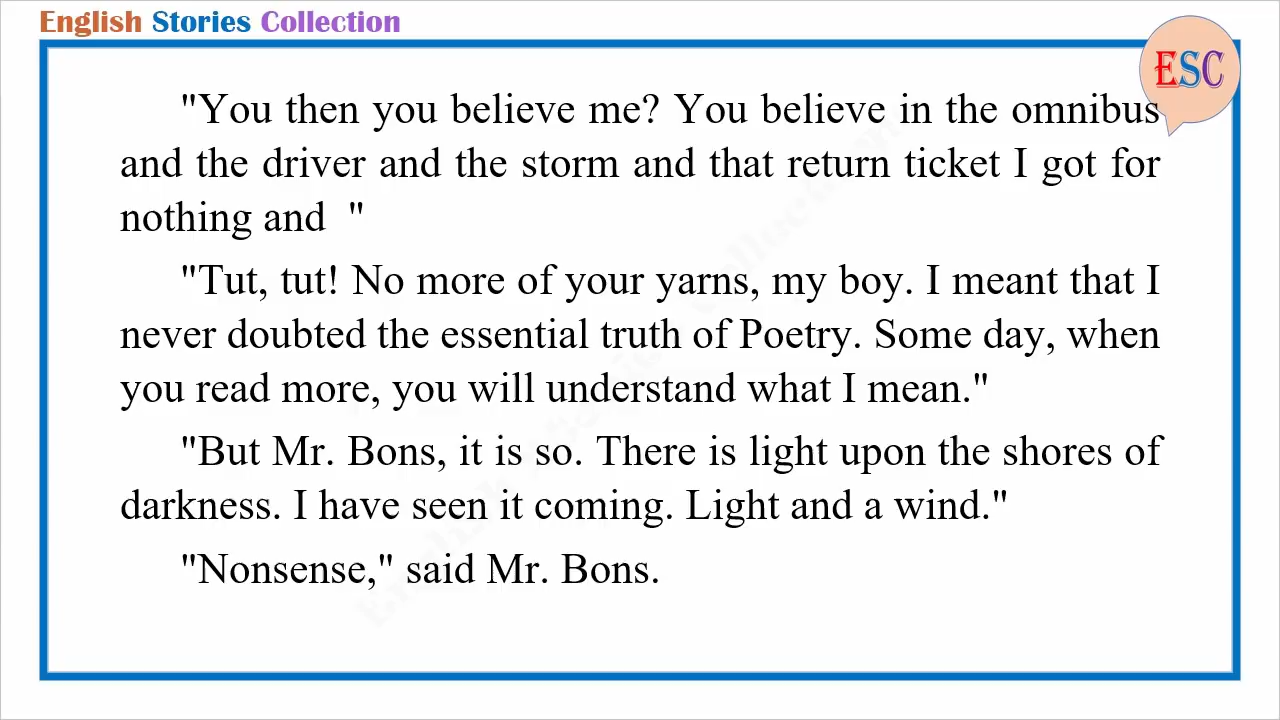 English Stories Collection
ESC
"You then you believe me? You believe in the omnibus
and the driver and the storm and that return ticket I got for
nothing and  "
"Tut, tut! No more of your yarns, my boy. I meant that I
never doubted the essential truth of Poetry. Some day, when
you read more, you will understand what I mean."
"But Mr. Bons, it is so. There is light upon the shores of
darkness. I have seen it coming. Light and a wind."
"Nonsense," said Mr. Bons.